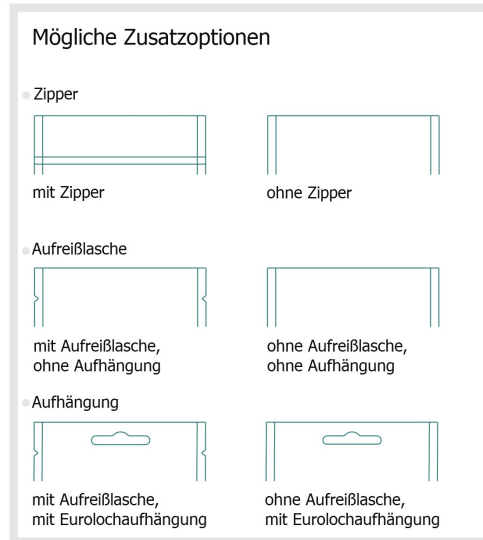 Mögliche Zusatzoptionen
Zipper
mit Zipper
ohne Zipper
Aufreißlasche
mit Aufreißlasche,
ohne Aufhängung
ohne Aufreißlasche,
ohne Aufhängung
Aufhängung
mit Aufreißlasche,
mit Eurolochaufhängung
ohne Aufreißlasche,
mit Eurolochaufhängung